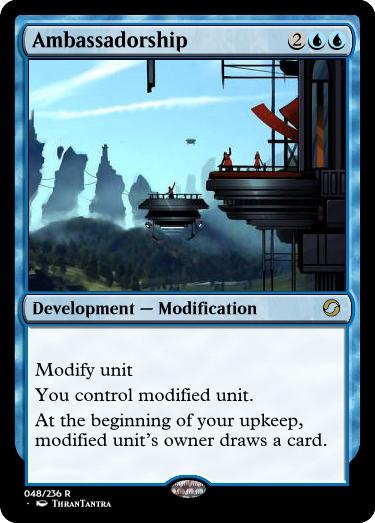 Ambassadorship 2
Development — Modification
Modify unit
You control modified unit.
At the beginning of your upkeep,
modified unit's owner draws a card.
048/236 R
· ThranTantra